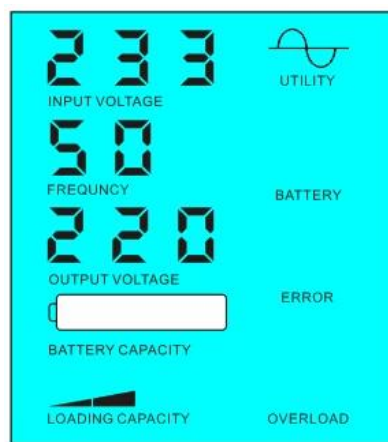 233
INPUT VOLTAGE
UTILITY
50
FREQUNCY
BATTERY
220
OUTPUT VOLTAGE
ERROR
BATTERY CAPACITY
LOADING CAPACITY
OVERLOAD